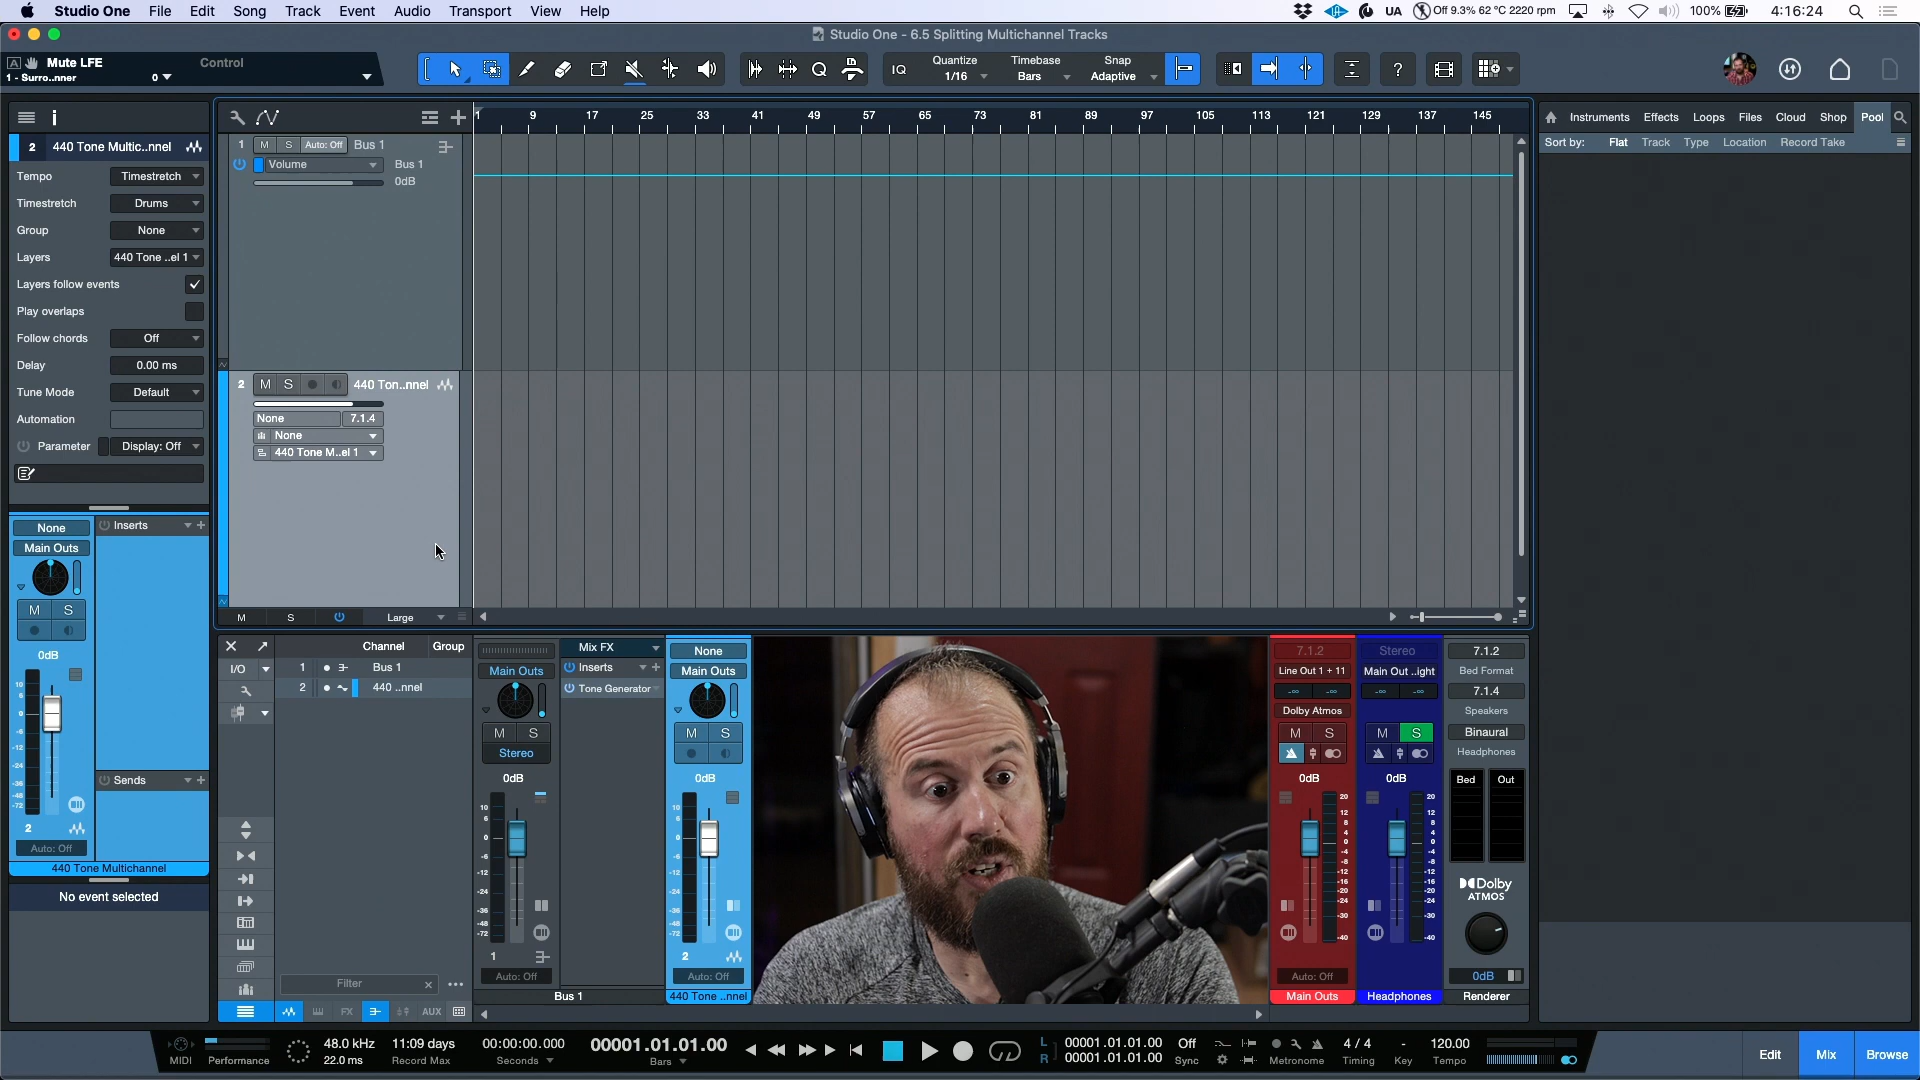 Studio One File Edit Song Track Event Audio Transport View Help
UA Off 9.3% 62 °C 2220 rpm 100% 4:16:24
Studio One - 6.5 Splitting Multichannel Tracks
Mute LFE Control
1 - Surro..nner 0
IQ Quantize 1/16 Timebase Bars Snap Adaptive ?
i
2 440 Tone Multic..nnel
Tempo Timestretch
Timestretch Drums
Group None
Layers 440 Tone ..el 1
Layers follow events
Play overlaps
Follow chords Off
Delay 0.00 ms
Tune Mode Default
Automation
Parameter Display: Off
None Inserts
Main Outs
M S
0dB
Sends
2
Auto: Off
440 Tone Multichannel
No event selected
1 9 17 25 33 41 49 57 65 73 81 89 97 105 113 121 129 137 145
1 M S Auto: Off Bus 1
Volume Bus 1
0dB
2 M S 440 Ton..nnel
None 7.1.4
None
440 Tone M..el 1
M S Large
Instruments Effects Loops Files Cloud Shop Pool
Sort by: Flat Track Type Location Record Take
Channel Group
I/O 1 Bus 1
2 440 ..nnel
Filter
FX AUX
Mix FX
Main Outs Inserts
Tone Generator
M S
Stereo
0dB
1
Auto: Off
Bus 1
None
Main Outs
M S
0dB
2
Auto: Off
440 Tone ..nnel
7.1.2
Line Out 1 + 11
Dolby Atmos
M S
0dB
Auto: Off
Main Outs
Stereo
Main Out ..ight
M S
0dB
Headphones
7.1.2
Bed Format
7.1.4
Speakers
Binaural
Headphones
Bed Out
Dolby
ATMOS
0dB
Renderer
MIDI Performance 48.0 kHz 22.0 ms 11:09 days Record Max 00:00:00.000 Seconds 00001.01.01.00 Bars
L 00001.01.01.00
R 00001.01.01.00
Off Sync Metronome Timing 4 / 4 - Key 120.00 Tempo
Edit Mix Browse